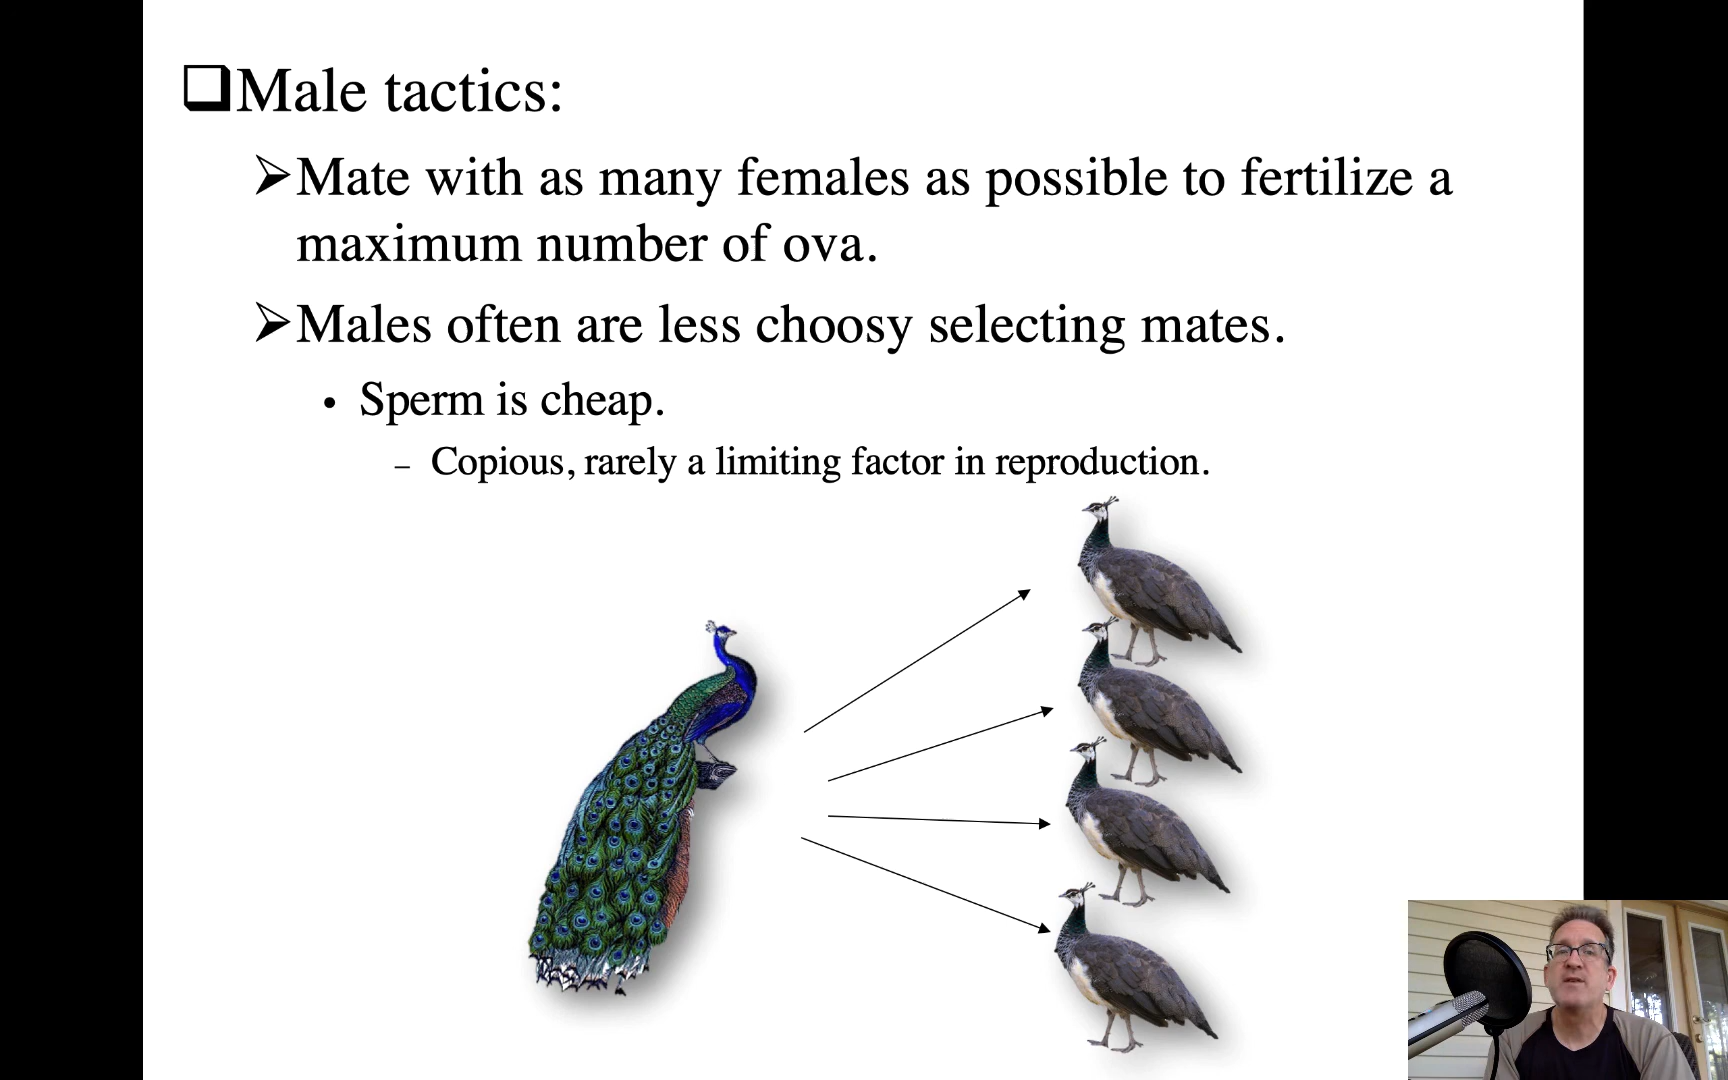 Male tactics:
Mate with as many females as possible to fertilize a
maximum number of ova.
Males often are less choosy selecting mates.
• Sperm is cheap.
– Copious, rarely a limiting factor in reproduction.